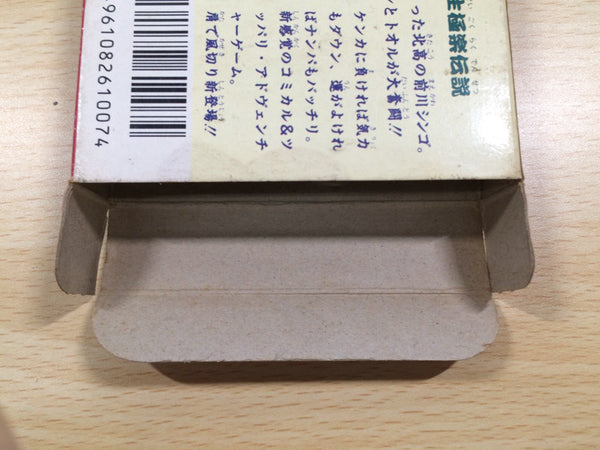 生極楽伝説
った北高の前川シンゴ。
とトオルが大奮闘!!
ケンカに負ければ気力
もダウン、運がよけれ
ばナンパもバッチリ。
新感覚のコミカル&ツ
ッパリ・アドヴェンチ
ャーゲーム。
肩で風切り新登場!!
961082610074